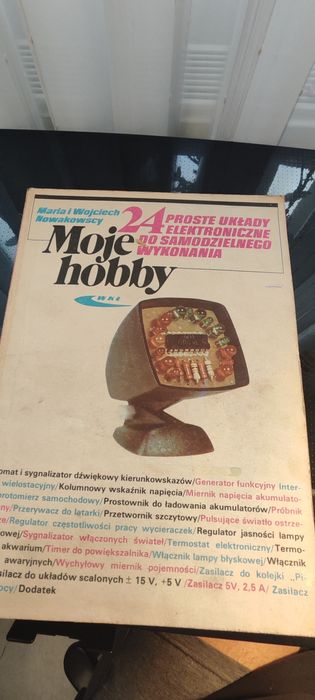 Maria i Wojciech
Nowakowscy
24 PROSTE UKŁADY
ELEKTRONICZNE
DO SAMODZIELNEGO
WYKONANIA
Moje
hobby
WKŁ
omat i sygnalizator dźwiękowy kierunkowskazów/Generator funkcyjny Inter-
wielostacyjny/Kolumnowy wskaźnik napięcia/Miernik napięcia akumulato-
rotomierz samochodowy/Prostownik do ładowania akumulatorów/Próbnik
ny/Przerywacz do latarki/Przetwornik szczytowy/Pulsujące światło ostrze-
ze/Regulator częstotliwości pracy wycieraczek/Regulator jasności lampy
owej/Sygnalizator włączonych świateł/Termostat elektroniczny/Termo-
akwarium/Timer do powiększalnika/Włącznik lampy błyskowej/Włącznik
awaryjnych/Wychyłowy miernik pojemności/Zasilacz do kolejki „Pi-
silacz do układów scalonych ± 15 V, +5 V /Zasilacz 5V, 2,5 A/ Zasilacz
ocy/Dodatek